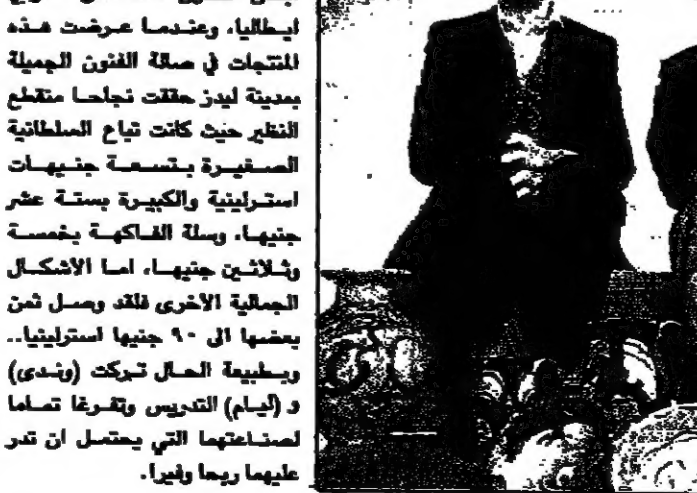 ايطاليا، وعندما عرضت هذه
المنتجات في صالة الفنون الجميلة
بمدينة ليدز حققت نجاحا منقطع
النظير حيث كانت تباع السلطانية
الصغيرة بتسعة جنيهات
استرلينية والكبيرة بستة عشر
جنيها، وسلة الفاكهة بخمسة
وثلاثين جنيها، اما الاشكال
الجمالية الأخرى فلقد وصل ثمن
بعضها الى ٩٠ جنيها استرلينيا..
وبطبيعة الحال تركت (وندى)
و (ليام) التدريس وتفرغا تماما
لصناعتهما التي يحتمل ان تدر
عليهما ربحا وفيرا.